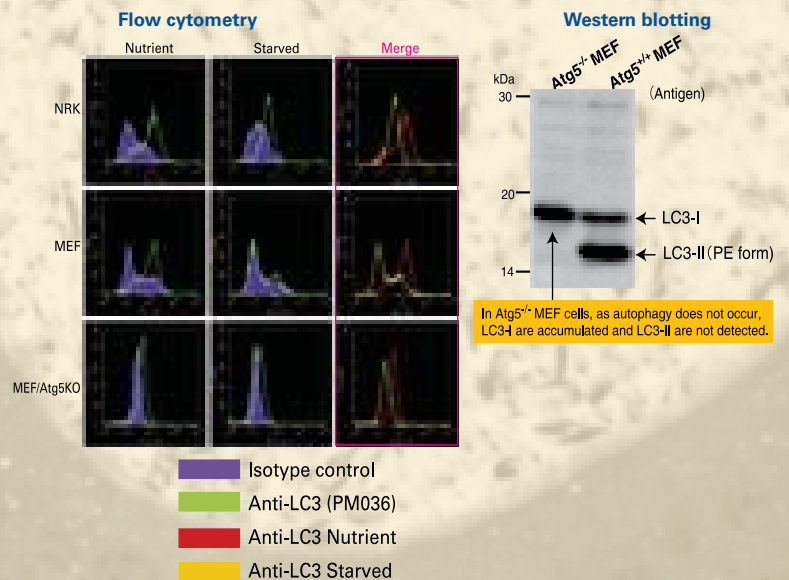 Flow cytometry
Nutrient Starved Merge
NRK
MEF
MEF/Atg5KO
Isotype control
Anti-LC3 (PM036)
Anti-LC3 Nutrient
Anti-LC3 Starved
Western blotting
Atg5-/- MEF
Atg5+/+ MEF
kDa
(Antigen)
30
20
LC3-I
LC3-II(PE form)
14
In Atg5-/- MEF cells, as autophagy does not occur,
LC3-I are accumulated and LC3-II are not detected.